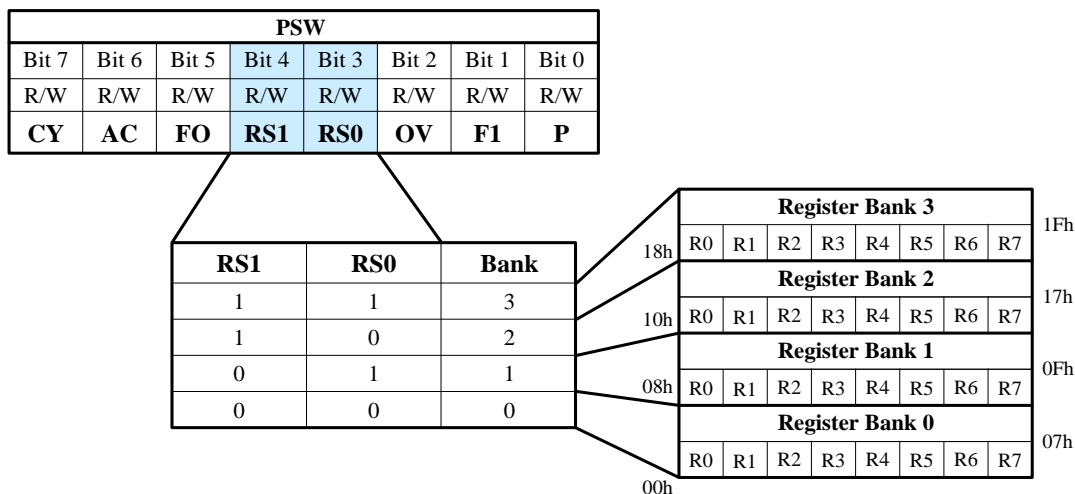 PSW
Bit 7 Bit 6 Bit 5 Bit 4 Bit 3 Bit 2 Bit 1 Bit 0
R/W R/W R/W R/W R/W R/W R/W R/W
CY AC FO RS1 RS0 OV F1 P
RS1 RS0 Bank
1 1 3
1 0 2
0 1 1
0 0 0
Register Bank 3
1Fh
18h R0 R1 R2 R3 R4 R5 R6 R7
Register Bank 2
17h
10h R0 R1 R2 R3 R4 R5 R6 R7
Register Bank 1
0Fh
08h R0 R1 R2 R3 R4 R5 R6 R7
Register Bank 0
07h
R0 R1 R2 R3 R4 R5 R6 R7
00h